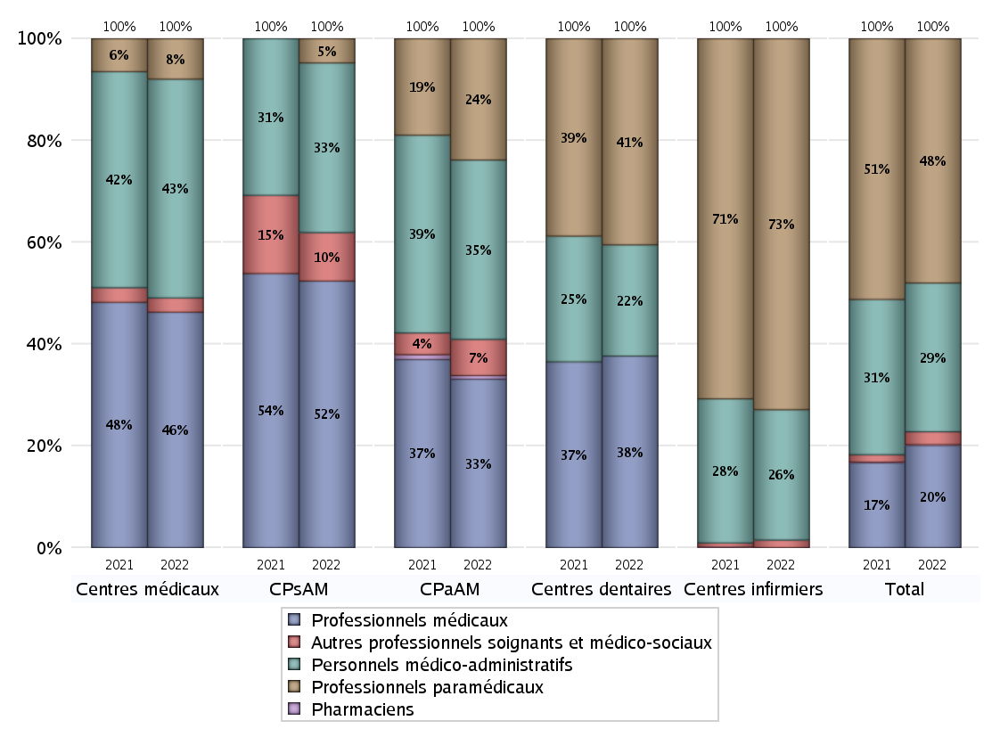 100% 100% 100% 100% 100% 100% 100% 100% 100% 100% 100% 100%
100%
6% 8% 5%
19% 24%
39% 41%
51% 48%
71% 73%
80%
42% 43%
31% 33%
39% 35%
25% 22%
28% 26%
31% 29%
60%
15% 10%
4% 7%
40%
48% 46%
54% 52%
37% 33%
37% 38%
17% 20%
20%
0%
2021 2022 2021 2022 2021 2022 2021 2022 2021 2022 2021 2022
Centres médicaux CPsAM CPaAM Centres dentaires Centres infirmiers Total
Professionnels médicaux
Autres professionnels soignants et médico-sociaux
Personnels médico-administratifs
Professionnels paramédicaux
Pharmaciens